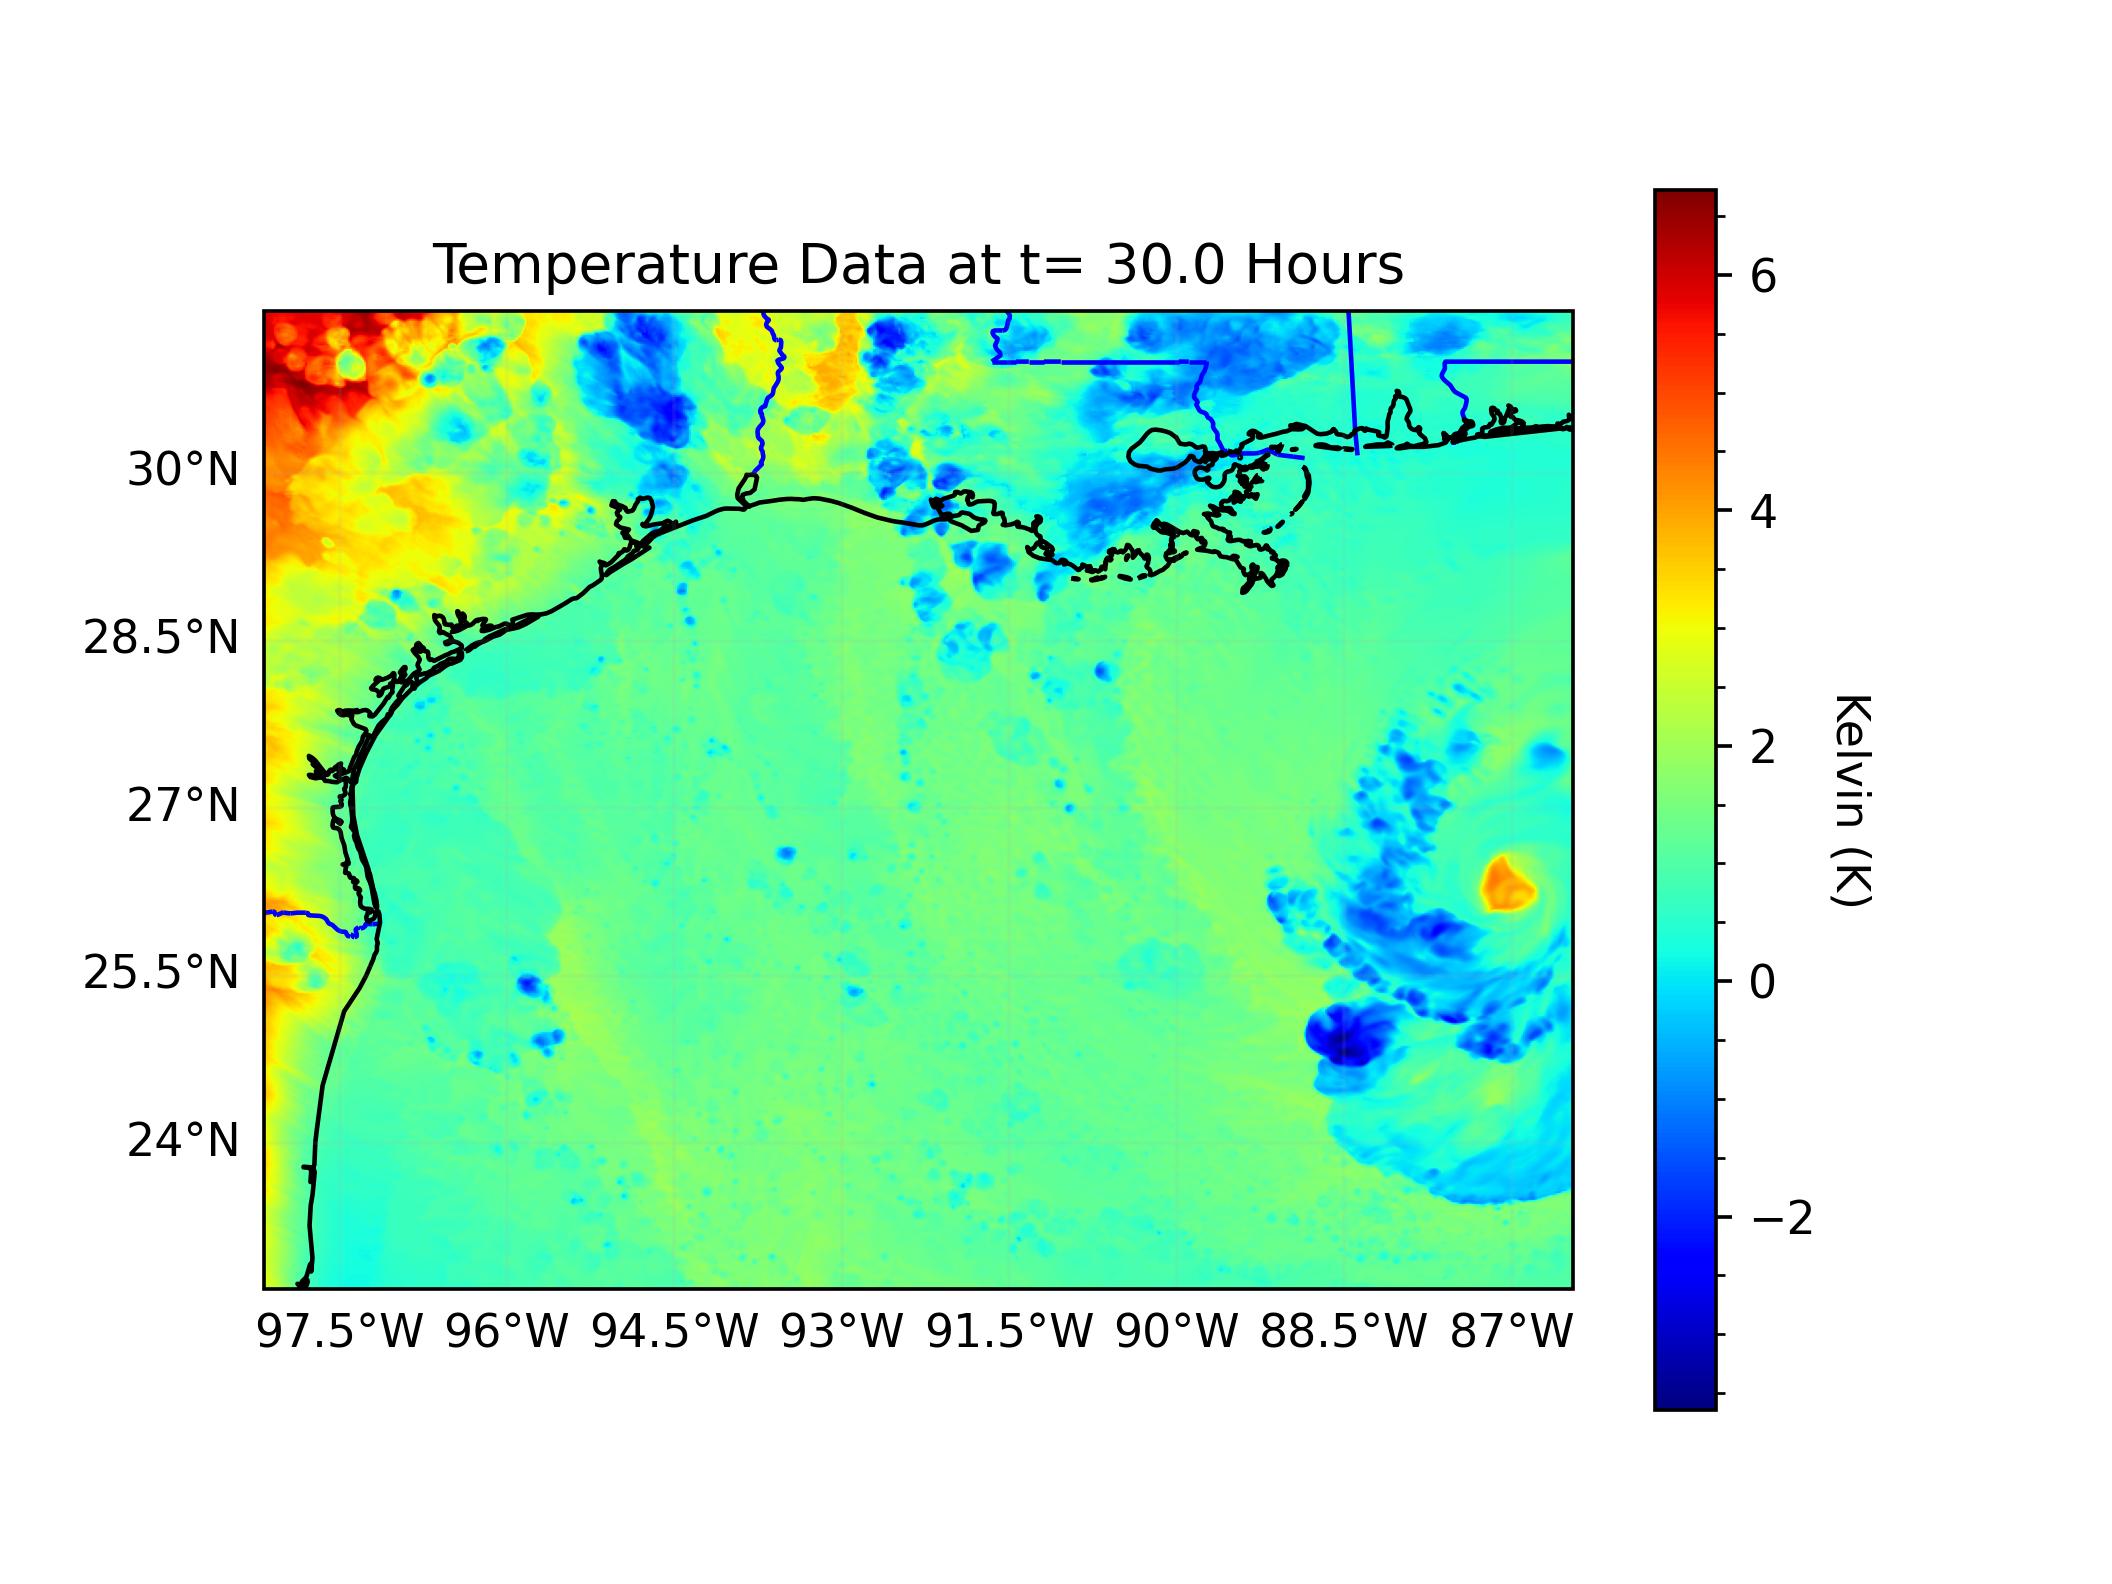 Temperature Data at t= 30.0 Hours
30°N
28.5°N
27°N
25.5°N
24°N
97.5°W 96°W 94.5°W 93°W 91.5°W 90°W 88.5°W 87°W
6
4
2
0
−2
Kelvin (K)